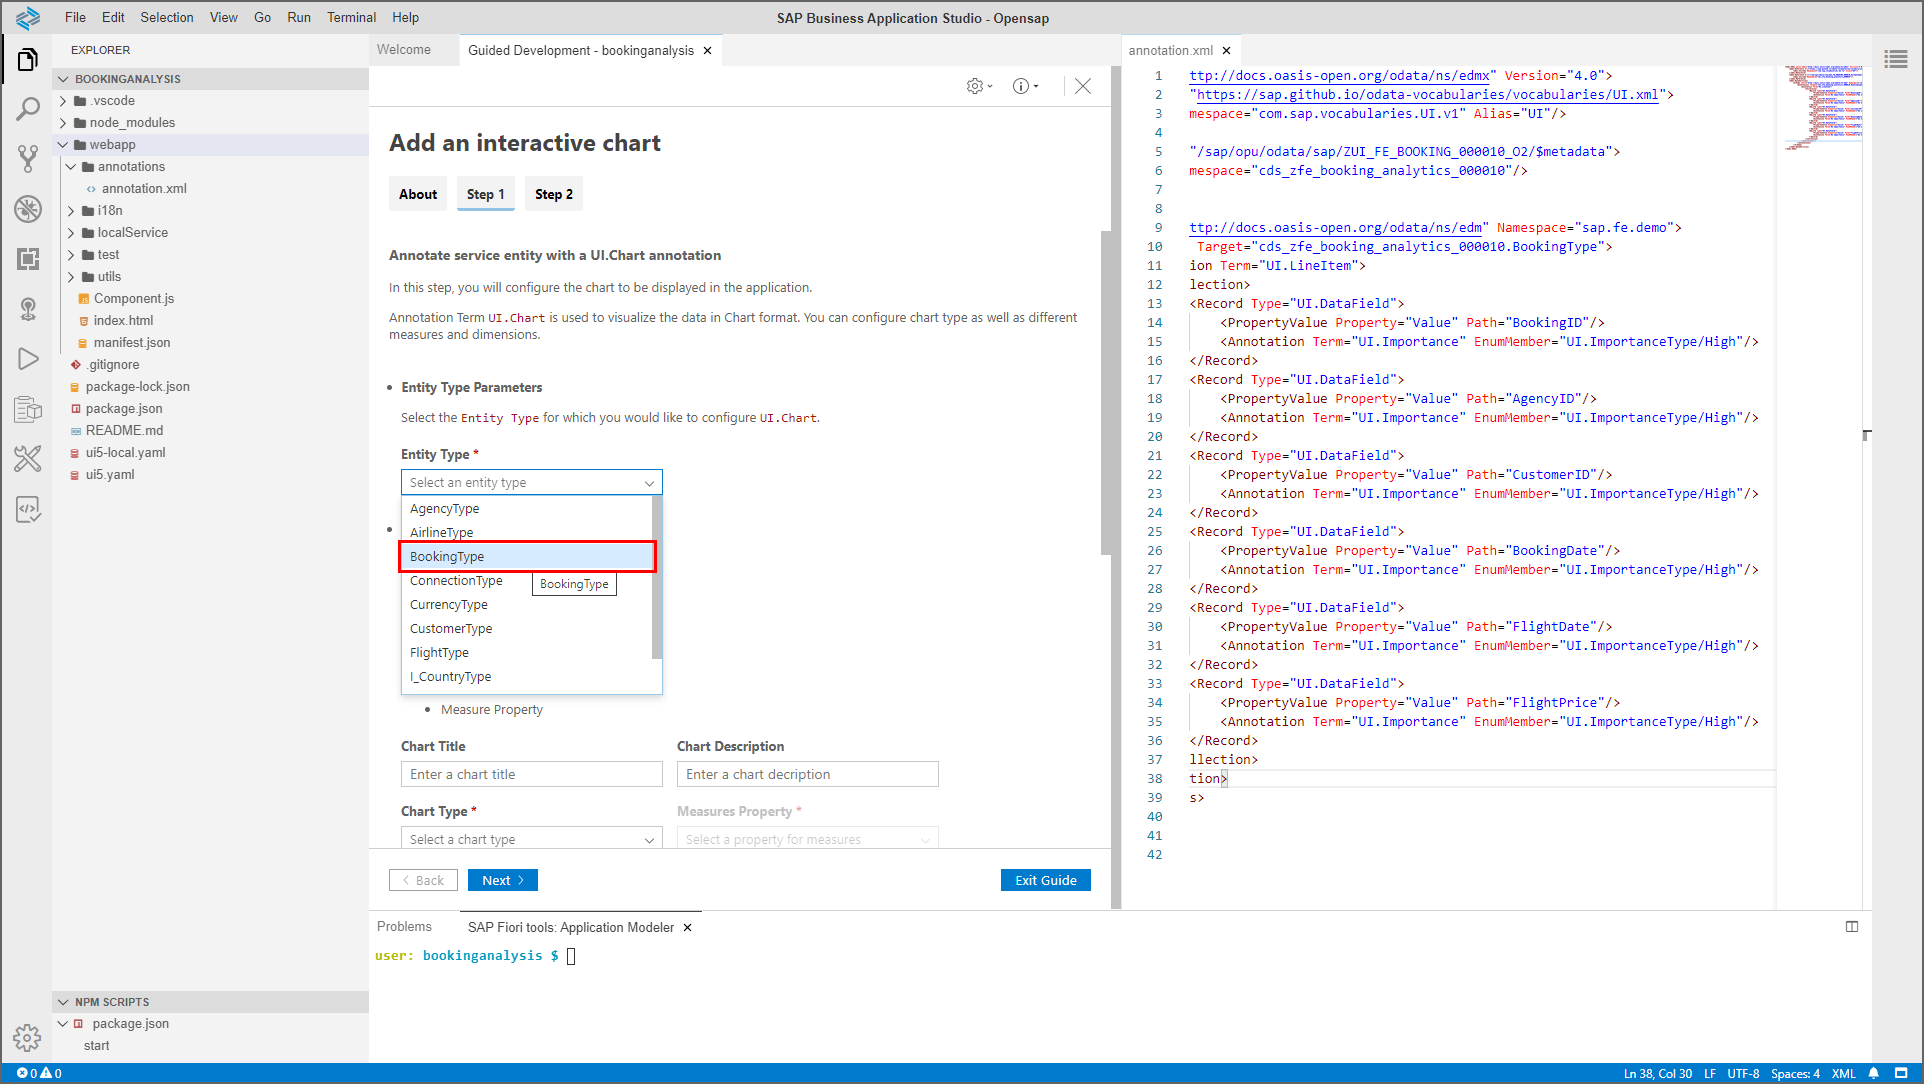 File Edit Selection View Go Run Terminal Help
SAP Business Application Studio - Opensap
EXPLORER
BOOKINGANALYSIS
.vscode
node_modules
webapp
annotations
annotation.xml
i18n
localService
test
utils
Component.js
index.html
manifest.json
.gitignore
package-lock.json
package.json
README.md
ui5-local.yaml
ui5.yaml
NPM SCRIPTS
package.json
start
Welcome
Guided Development - bookinganalysis
Add an interactive chart
About Step 1 Step 2
Annotate service entity with a UI.Chart annotation
In this step, you will configure the chart to be displayed in the application.
Annotation Term UI.Chart is used to visualize the data in Chart format. You can configure chart type as well as different
measures and dimensions.
Entity Type Parameters
Select the Entity Type for which you would like to configure UI.Chart.
Entity Type *
Select an entity type
AgencyType
AirlineType
BookingType
ConnectionType
BookingType
CurrencyType
CustomerType
FlightType
I_CountryType
Measure Property
Chart Title Chart Description
Enter a chart title Enter a chart decription
Chart Type * Measures Property *
Select a chart type Select a property for measures
Back Next Exit Guide
annotation.xml
1 ttp://docs.oasis-open.org/odata/ns/edmx" Version="4.0">
2 "https://sap.github.io/odata-vocabularies/vocabularies/UI.xml">
3 mespace="com.sap.vocabularies.UI.v1" Alias="UI"/>
4
5 "/sap/opu/odata/sap/ZUI_FE_BOOKING_000010_O2/$metadata">
6 mespace="cds_zfe_booking_analytics_000010"/>
7
8
9 ttp://docs.oasis-open.org/odata/ns/edm" Namespace="sap.fe.demo">
10 Target="cds_zfe_booking_analytics_000010.BookingType">
11 ion Term="UI.LineItem">
12 lection>
13 <Record Type="UI.DataField">
14 <PropertyValue Property="Value" Path="BookingID"/>
15 <Annotation Term="UI.Importance" EnumMember="UI.ImportanceType/High"/>
16 </Record>
17 <Record Type="UI.DataField">
18 <PropertyValue Property="Value" Path="AgencyID"/>
19 <Annotation Term="UI.Importance" EnumMember="UI.ImportanceType/High"/>
20 </Record>
21 <Record Type="UI.DataField">
22 <PropertyValue Property="Value" Path="CustomerID"/>
23 <Annotation Term="UI.Importance" EnumMember="UI.ImportanceType/High"/>
24 </Record>
25 <Record Type="UI.DataField">
26 <PropertyValue Property="Value" Path="BookingDate"/>
27 <Annotation Term="UI.Importance" EnumMember="UI.ImportanceType/High"/>
28 </Record>
29 <Record Type="UI.DataField">
30 <PropertyValue Property="Value" Path="FlightDate"/>
31 <Annotation Term="UI.Importance" EnumMember="UI.ImportanceType/High"/>
32 </Record>
33 <Record Type="UI.DataField">
34 <PropertyValue Property="Value" Path="FlightPrice"/>
35 <Annotation Term="UI.Importance" EnumMember="UI.ImportanceType/High"/>
36 </Record>
37 llection>
38 tion>
39 s>
40
41
42
Problems
SAP Fiori tools: Application Modeler
user: bookinganalysis $
0 0
Ln 38, Col 30 LF UTF-8 Spaces: 4 XML